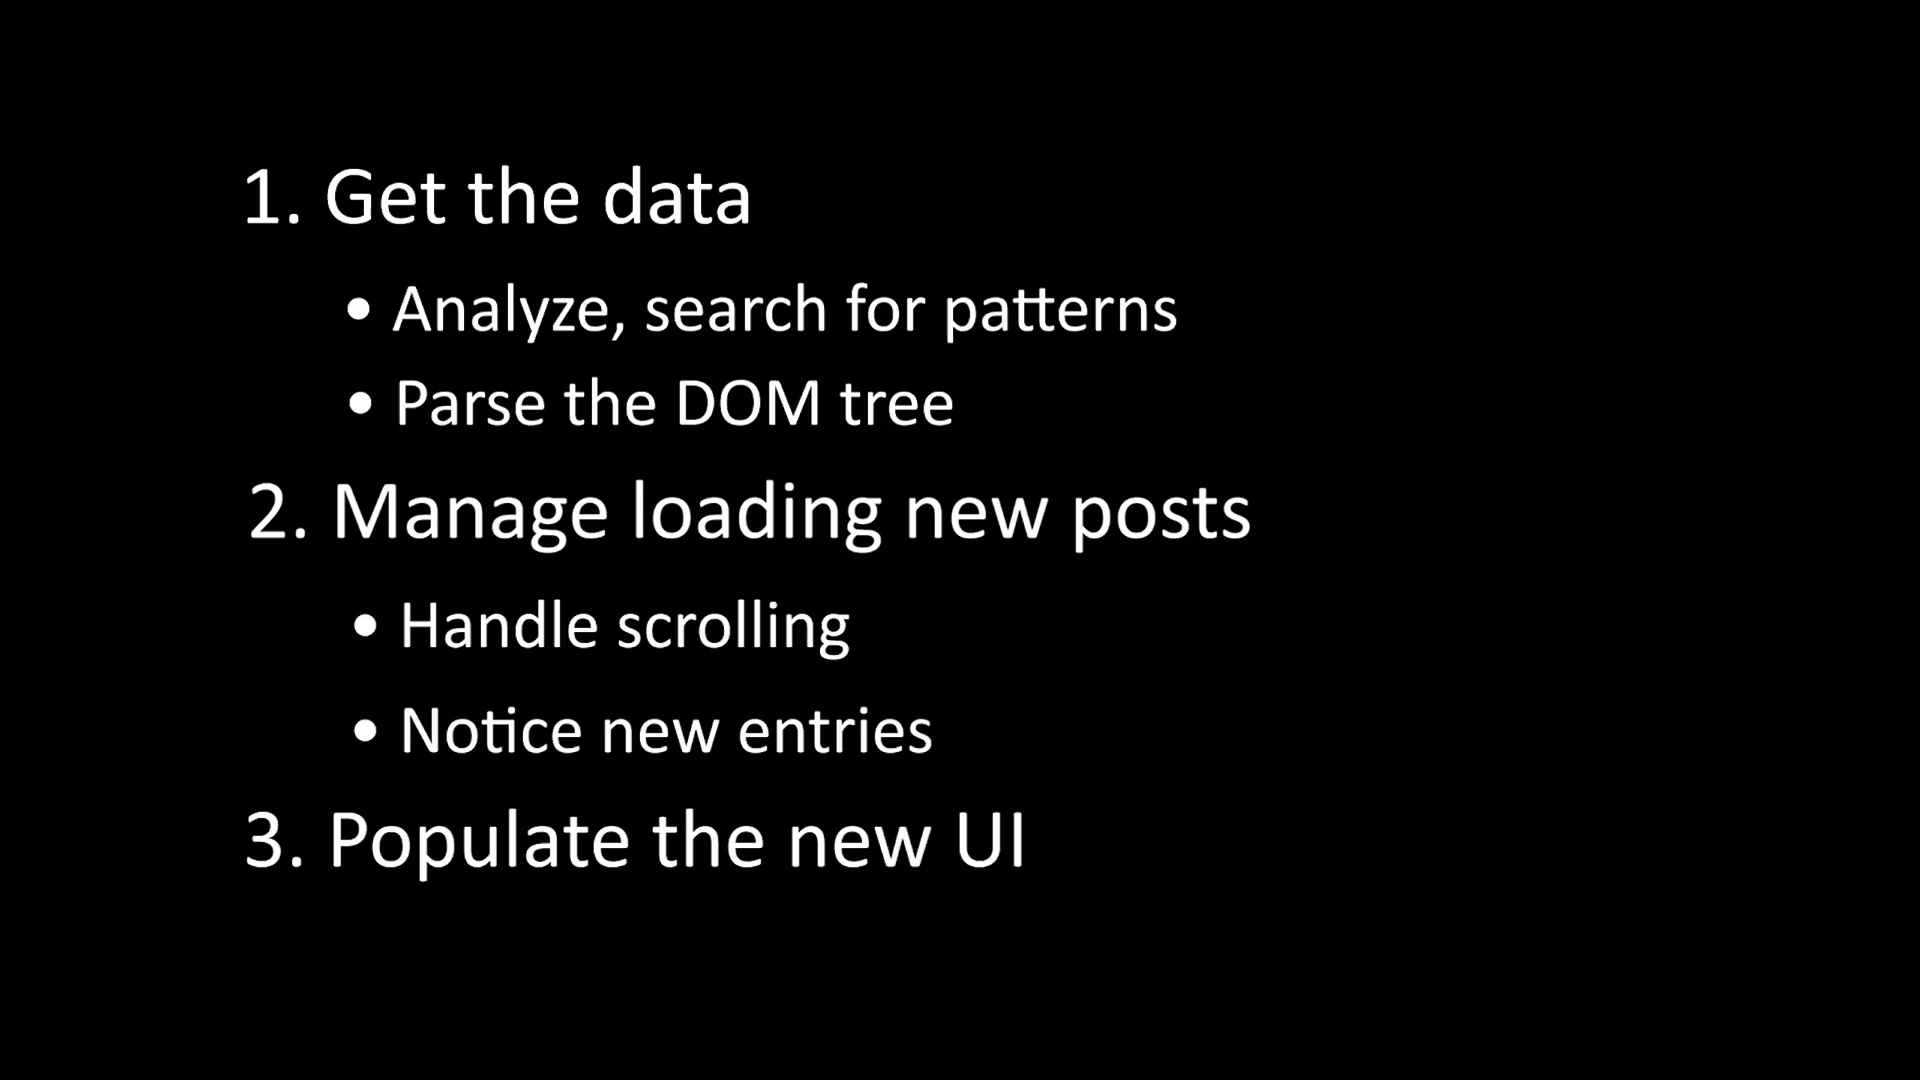 1. Get the data
• Analyze, search for patterns
• Parse the DOM tree
2. Manage loading new posts
• Handle scrolling
• Notice new entries
3. Populate the new UI